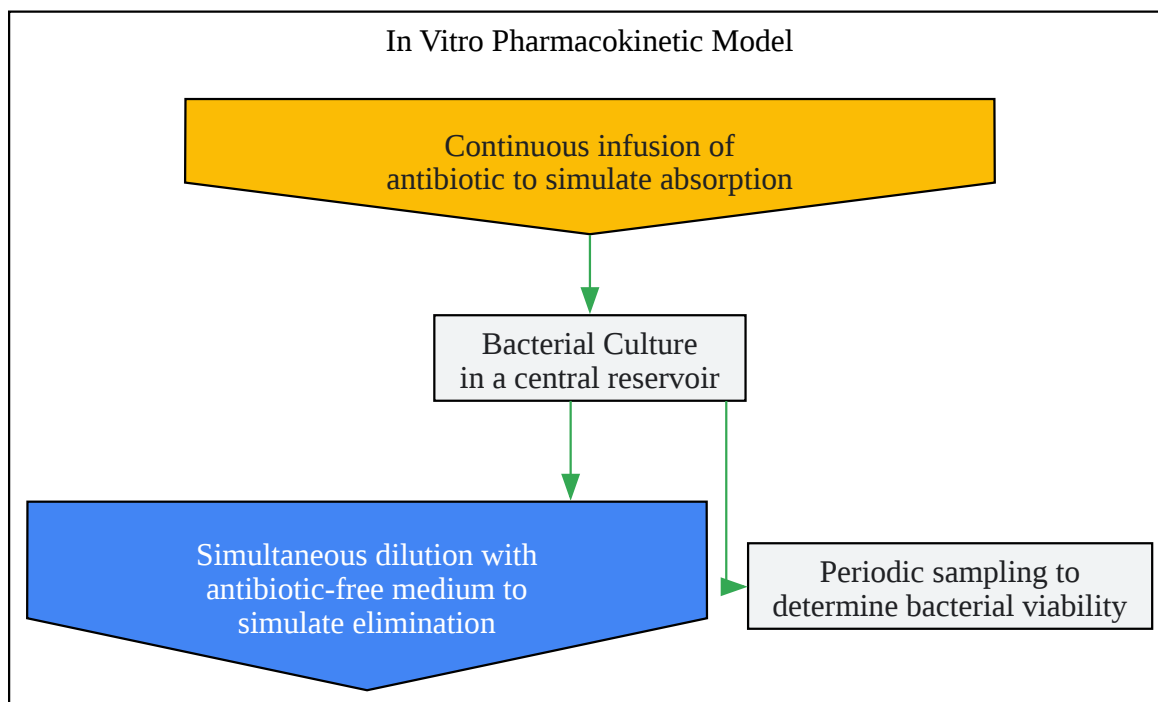 In Vitro Pharmacokinetic Model
Continuous infusion of
antibiotic to simulate absorption
Bacterial Culture
in a central reservoir
Simultaneous dilution with
antibiotic-free medium to
simulate elimination
Periodic sampling to
determine bacterial viability